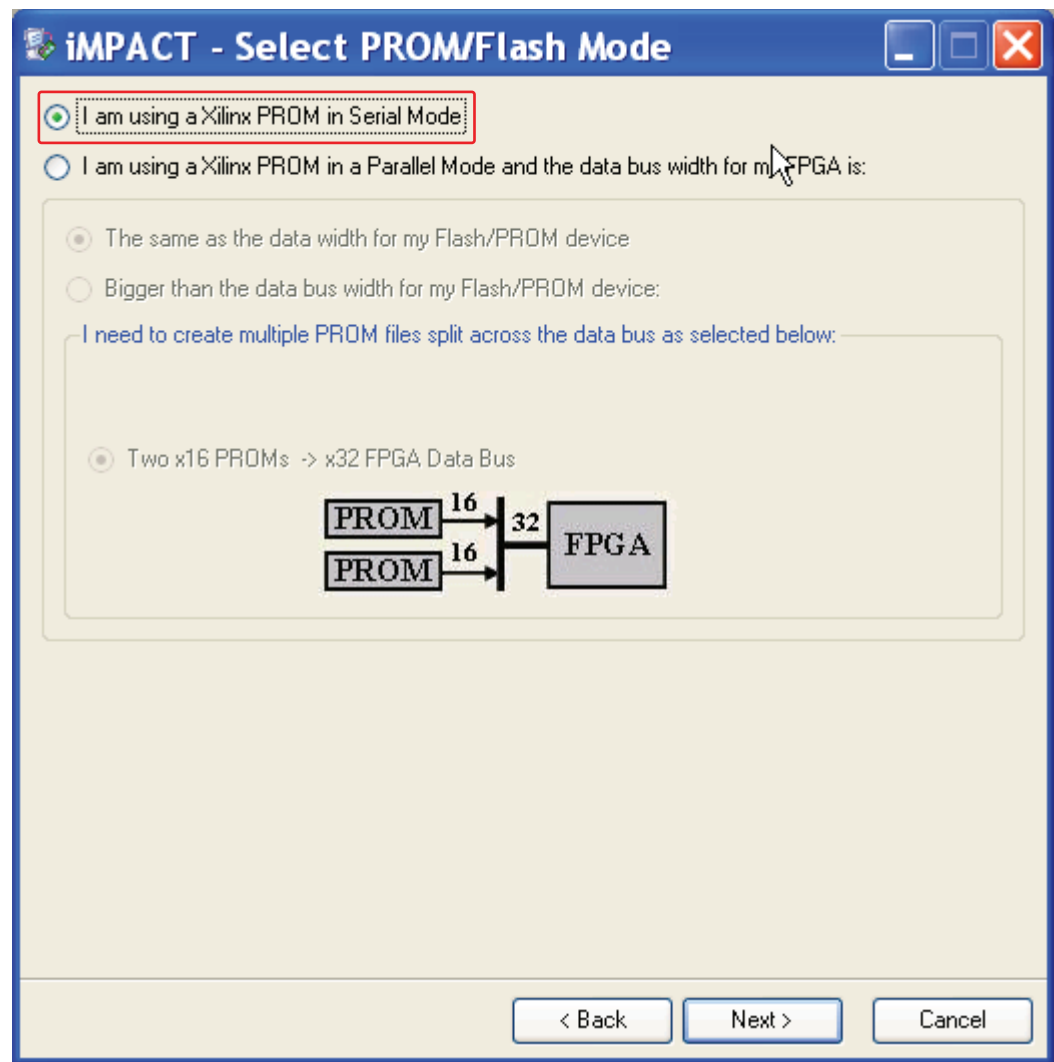 iMPACT - Select PROM/Flash Mode
I am using a Xilinx PROM in Serial Mode
I am using a Xilinx PROM in a Parallel Mode and the data bus width for my FPGA is:
The same as the data width for my Flash/PROM device
Bigger than the data bus width for my Flash/PROM device:
I need to create multiple PROM files split across the data bus as selected below:
Two x16 PROMs -> x32 FPGA Data Bus
PROM 16
32
FPGA
PROM 16
< Back
Next >
Cancel